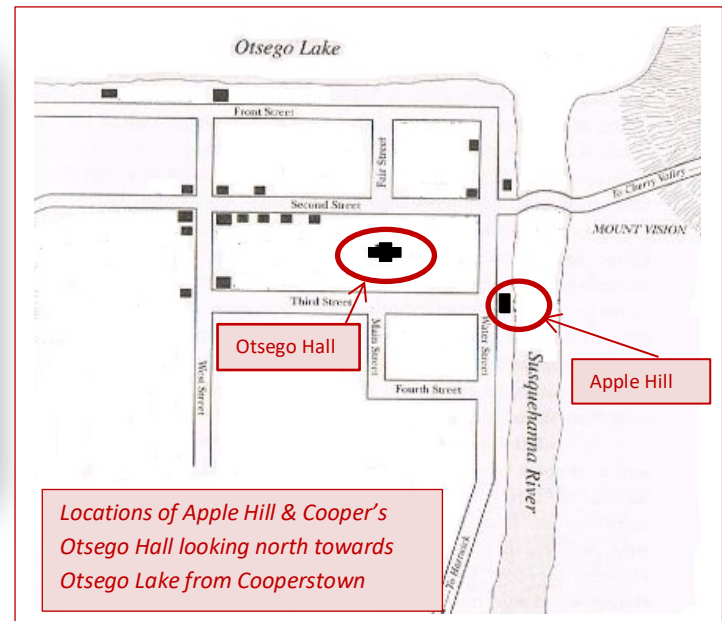 Otsego Lake
Front Street
Fair Street
To Cherry Valley
Second Street
MOUNT VISION
Third Street
Otsego Hall
Main Street
Water Street
Apple Hill
West Street
Fourth Street
Susquehanna River
Locations of Apple Hill & Cooper's
Otsego Hall looking north towards
Otsego Lake from Cooperstown
To Hartwick